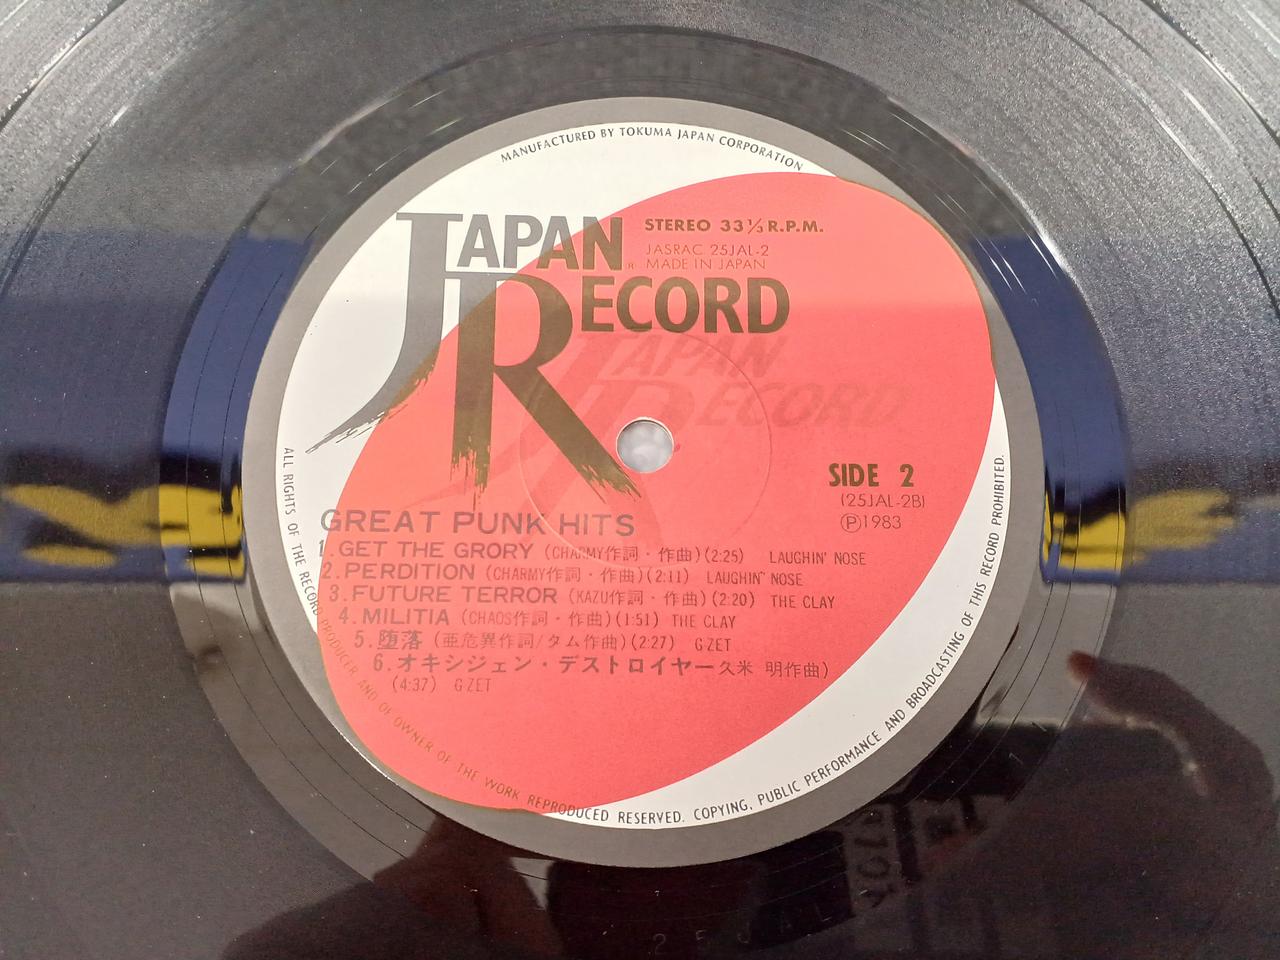 MANUFACTURED BY TOKUMA JAPAN CORPORATION
JAPAN
RECORD
STEREO 33⅓ R.P.M.
JASRAC 25JAL-2
® MADE IN JAPAN
JAPAN
RECORD
SIDE 2
(25JAL-2B)
Ⓟ1983
GREAT PUNK HITS
1. GET THE GRORY (CHARMY作詞・作曲)(2:25) LAUGHIN' NOSE
2. PERDITION (CHARMY作詞・作曲)(2:11) LAUGHIN' NOSE
3. FUTURE TERROR (KAZU作詞・作曲)(2:20) THE CLAY
4. MILITIA (CHAOS作詞・作曲)(1:51) THE CLAY
5. 堕落 (亜危異作詞/タム作曲)(2:27) G-ZET
6. オキシジェン・デストロイヤー久米 明作曲)
(4:37) G-ZET
ALL RIGHTS OF THE RECORD PRODUCER AND OF OWNER OF THE WORK REPRODUCED RESERVED. COPYING, PUBLIC PERFORMANCE AND BROADCASTING OF THIS RECORD PROHIBITED.